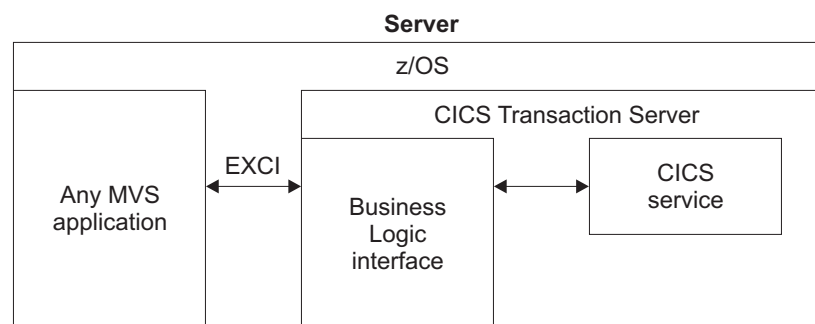 Server
z/OS
CICS Transaction Server
EXCI
Any MVS
application
Business
Logic
interface
CICS
service